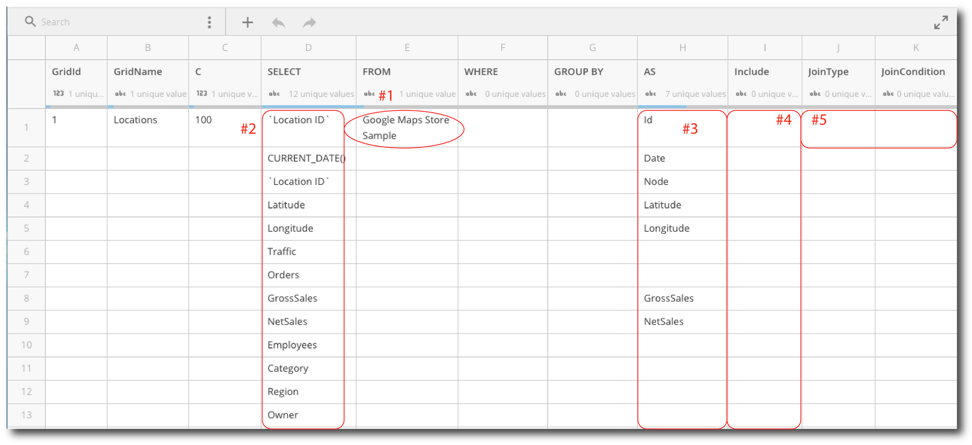 Search
A B C D E F G H I J K
GridId GridName C SELECT FROM WHERE GROUP BY AS Include JoinType JoinCondition
123 1 uniqu... abc 1 unique value 123 1 unique v... abc 12 unique values abc #1 1 unique value abc 0 unique values abc 0 unique values abc 7 unique values abc 0 unique v... abc 0 unique v... abc 0 unique valu...
1 1 Locations 100 #2 `Location ID` Google Maps Store Id #3 #4 #5
Sample
2 CURRENT_DATE() Date
3 `Location ID` Node
4 Latitude Latitude
5 Longitude Longitude
6 Traffic
7 Orders
8 GrossSales GrossSales
9 NetSales NetSales
10 Employees
11 Category
12 Region
13 Owner